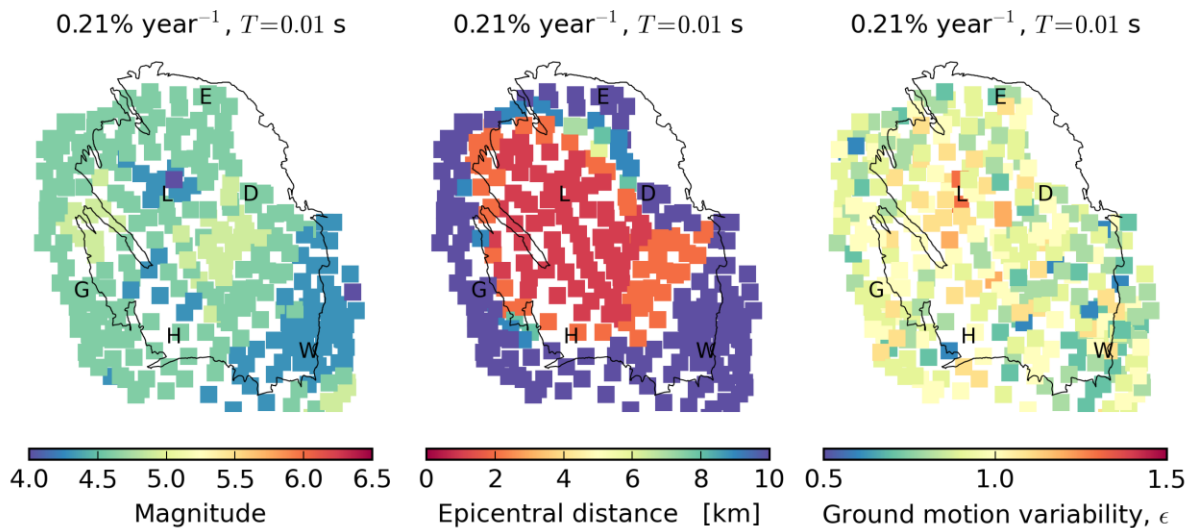 0.21% year⁻¹, T=0.01 s
0.21% year⁻¹, T=0.01 s
0.21% year⁻¹, T=0.01 s
E
L
D
G
H
W
E
L
D
G
H
W
E
L
D
G
H
W
4.0 4.5 5.0 5.5 6.0 6.5
Magnitude
0 2 4 6 8 10
Epicentral distance [km]
0.5 1.0 1.5
Ground motion variability, ϵ